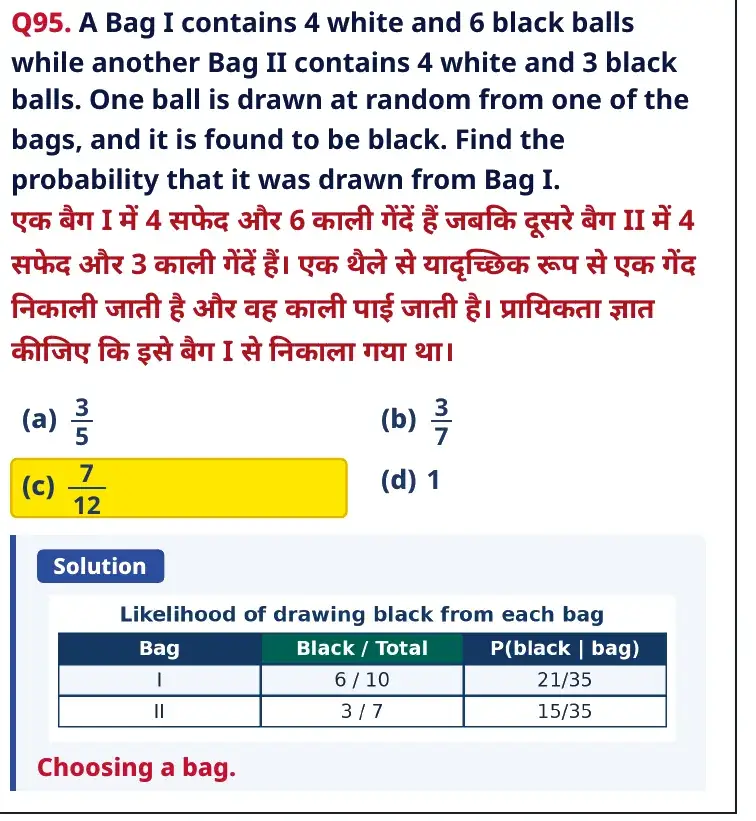 Q95. A Bag I contains 4 white and 6 black balls
while another Bag II contains 4 white and 3 black
balls. One ball is drawn at random from one of the
bags, and it is found to be black. Find the
probability that it was drawn from Bag I.
एक बैग I में 4 सफेद और 6 काली गेंदें हैं जबकि दूसरे बैग II में 4
सफेद और 3 काली गेंदें हैं। एक थैले से यादृच्छिक रूप से एक गेंद
निकाली जाती है और वह काली पाई जाती है। प्रायिकता ज्ञात
कीजिए कि इसे बैग I से निकाला गया था।
(a) 3/5 (b) 3/7
(c) 7/12 (d) 1
Solution
Likelihood of drawing black from each bag
Bag Black / Total P(black | bag)
I 6 / 10 21/35
II 3 / 7 15/35
Choosing a bag.